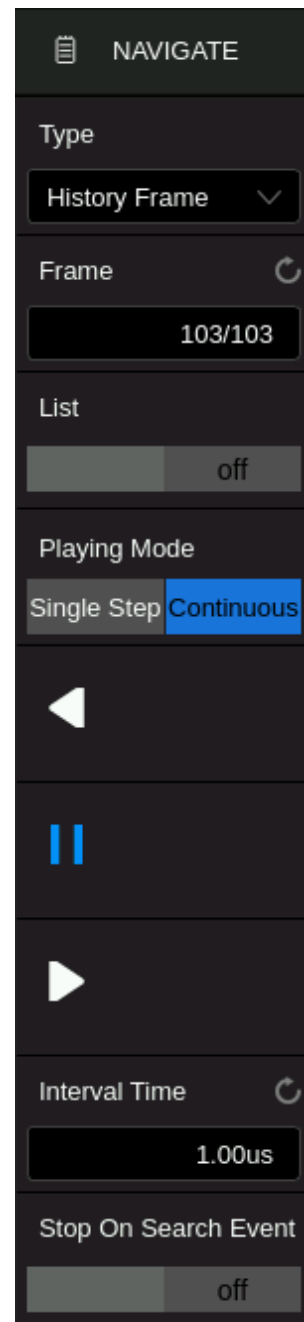 NAVIGATE
Type
History Frame
Frame
103/103
List
off
Playing Mode
Single Step Continuous
Interval Time
1.00us
Stop On Search Event
off